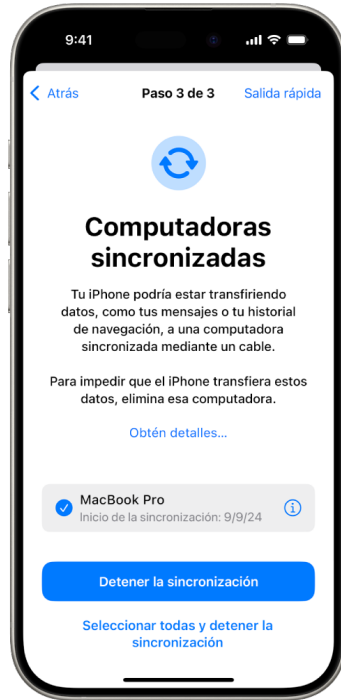 9:41
Atrás
Paso 3 de 3
Salida rápida
Computadoras
sincronizadas
Tu iPhone podría estar transfiriendo
datos, como tus mensajes o tu historial
de navegación, a una computadora
sincronizada mediante un cable.
Para impedir que el iPhone transfiera estos
datos, elimina esa computadora.
Obtén detalles...
MacBook Pro
Inicio de la sincronización: 9/9/24
Detener la sincronización
Seleccionar todas y detener la
sincronización